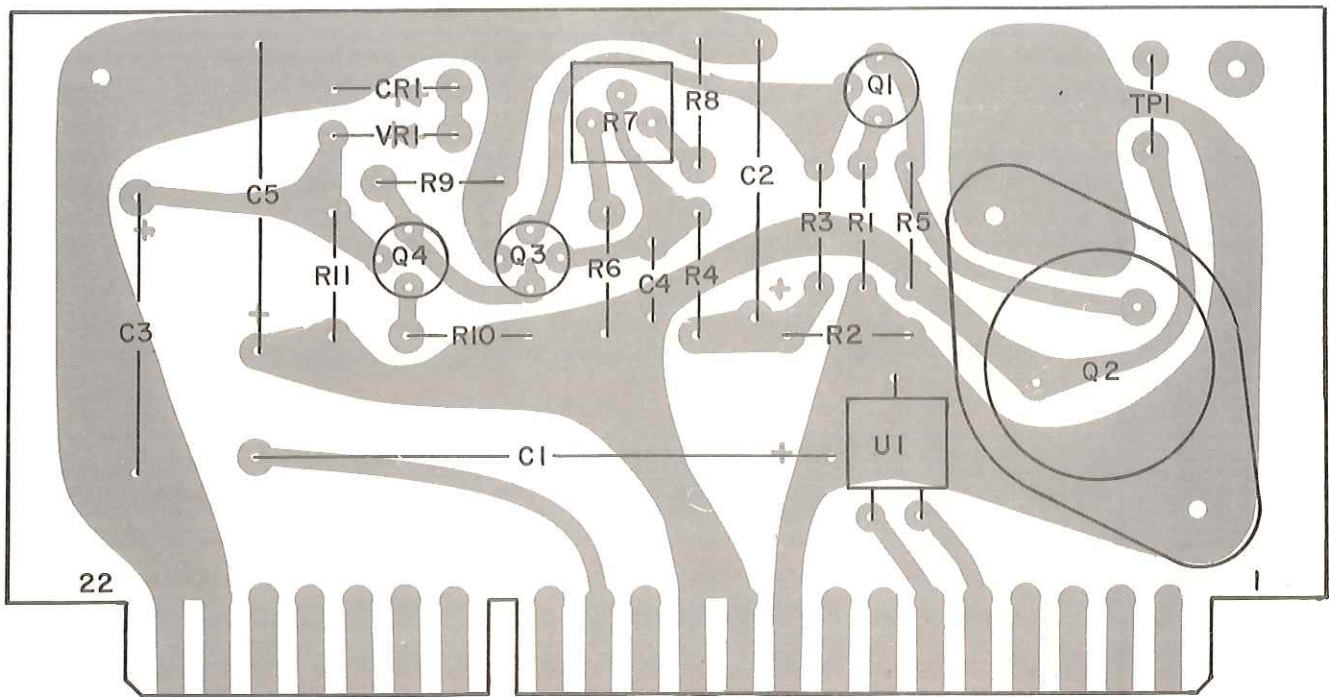 CR1
VR1
R7
R8
Q1
TP1
C5
R9
C2
R3
R1
R5
+
R11
Q4
Q3
R6
C4
R4
+
+
C3
R10
R2
Q2
C1
+
U1
22
1